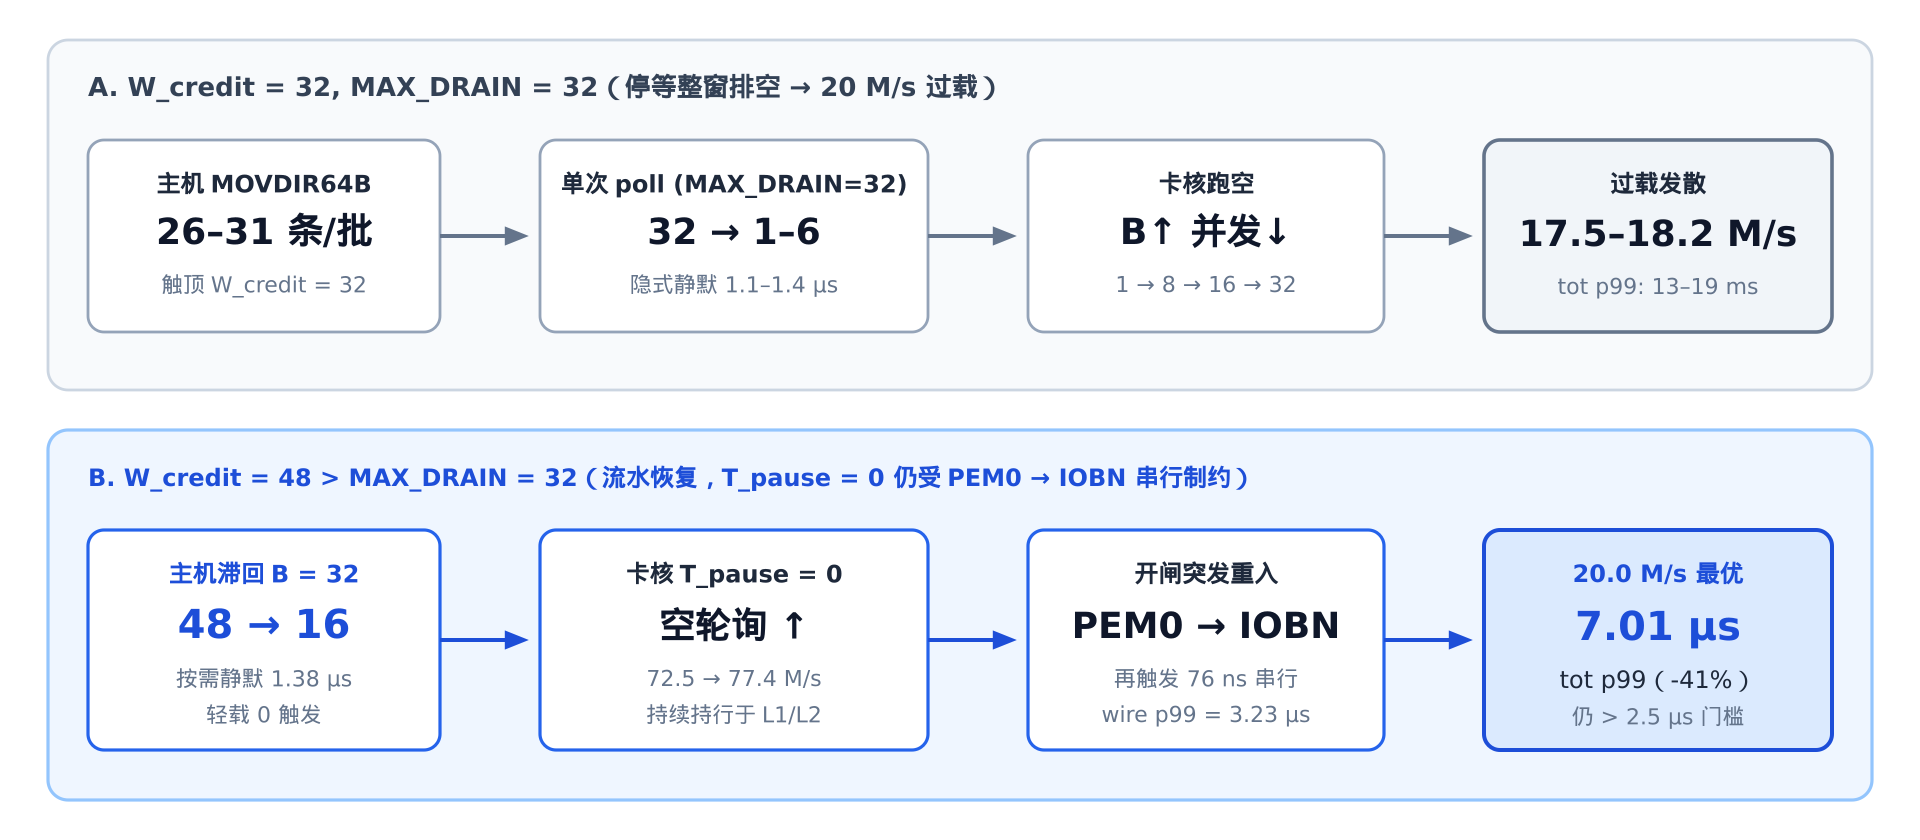 A. W_credit = 32, MAX_DRAIN = 32（停等整窗排空 → 20 M/s 过载）
主机 MOVDIR64B
26–31 条/批
触顶 W_credit = 32
单次 poll (MAX_DRAIN=32)
32 → 1–6
隐式静默 1.1–1.4 μs
卡核跑空
B↑ 并发↓
1 → 8 → 16 → 32
过载发散
17.5–18.2 M/s
tot p99: 13–19 ms
B. W_credit = 48 > MAX_DRAIN = 32（流水恢复，T_pause = 0 仍受 PEM0 → IOBN 串行制约）
主机滞回 B = 32
48 → 16
按需静默 1.38 μs
轻载 0 触发
卡核 T_pause = 0
空轮询 ↑
72.5 → 77.4 M/s
持续持行于 L1/L2
开闸突发重入
PEM0 → IOBN
再触发 76 ns 串行
wire p99 = 3.23 μs
20.0 M/s 最优
7.01 μs
tot p99（-41%）
仍 > 2.5 μs 门槛